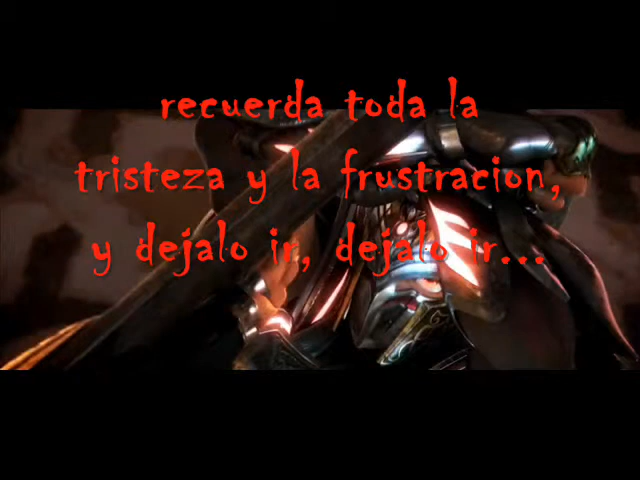 recuerda toda la
tristeza y la frustracion,
y dejalo ir, dejalo ir...